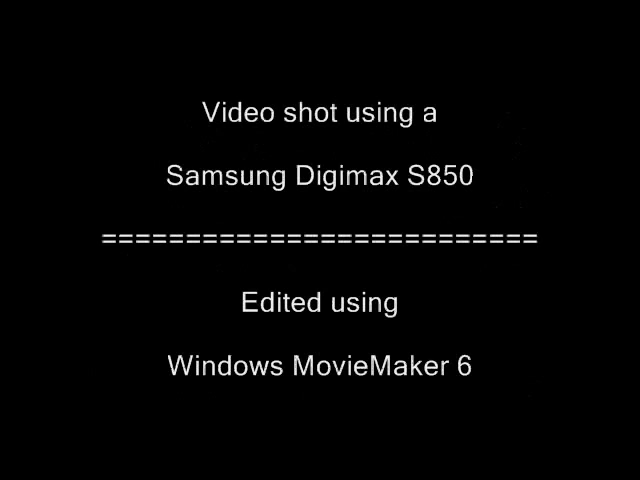 Video shot using a
Samsung Digimax S850
==========================
Edited using
Windows MovieMaker 6